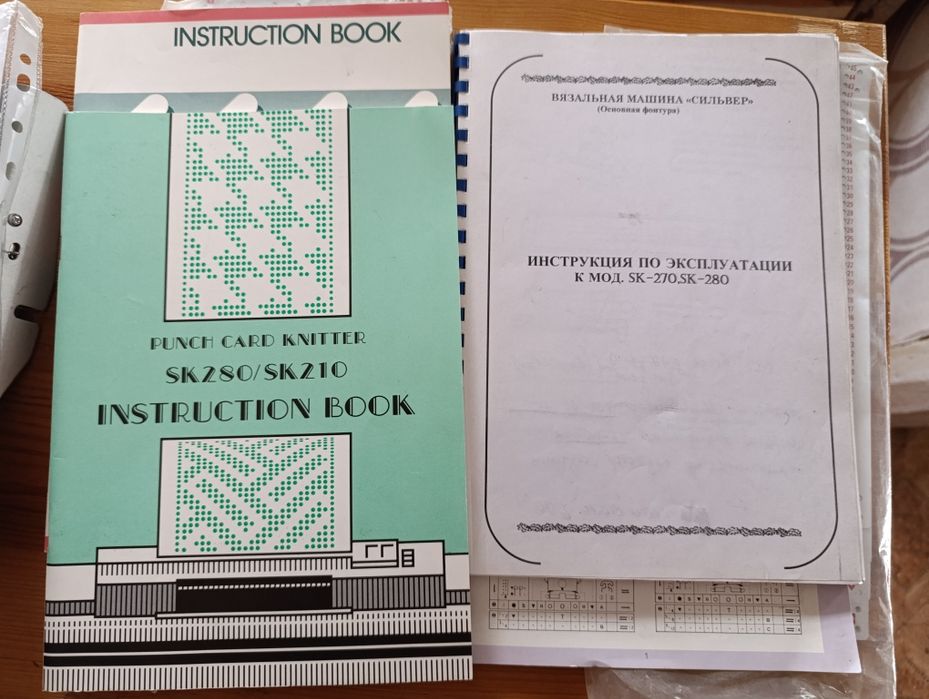 INSTRUCTION BOOK
PUNCH CARD KNITTER
SK280/SK210
INSTRUCTION BOOK
ВЯЗАЛЬНАЯ МАШИНА «СИЛЬВЕР»
(Основная фонтура)
ИНСТРУКЦИЯ ПО ЭКСПЛУАТАЦИИ
К МОД. SK-270,SK-280
1